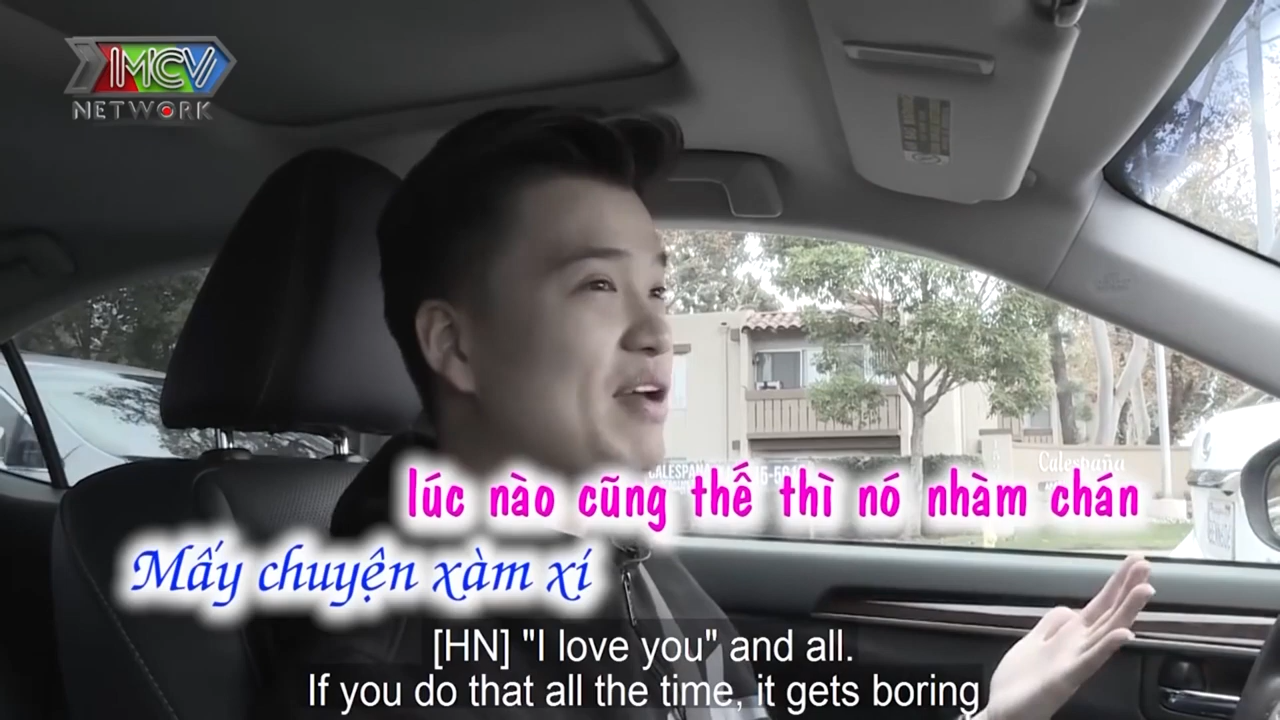 MCV
NETWORK
CALESPAÑA
Calespaña
lúc nào cũng thế thì nó nhàm chán
Mấy chuyện xàm xí
[HN] "I love you" and all.
If you do that all the time, it gets boring